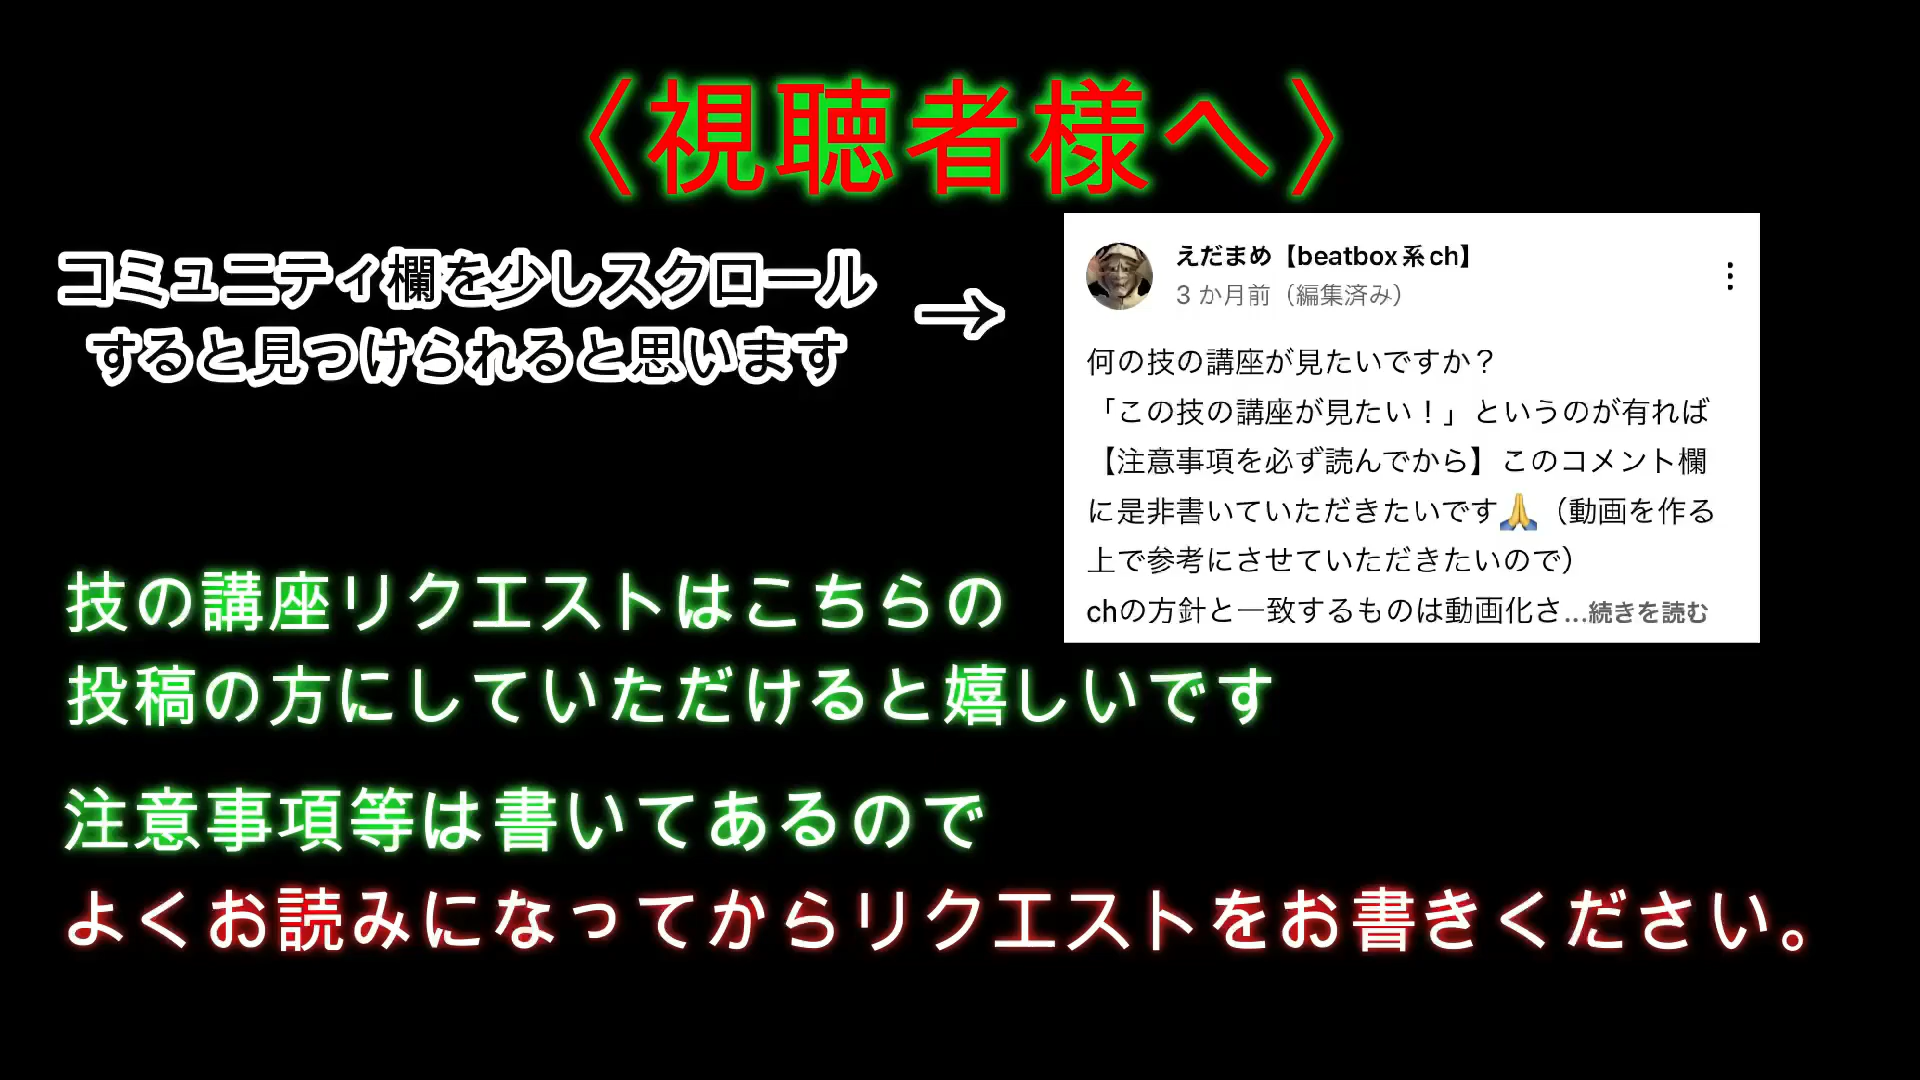 〈視聴者様へ〉
コミュニティ欄を少しスクロール
すると見つけられると思います
→
えだまめ【beatbox系ch】
3 か月前（編集済み）
何の技の講座が見たいですか？
「この技の講座が見たい！」というのが有れば
【注意事項を必ず読んでから】このコメント欄
に是非書いていただきたいです🙏（動画を作る
上で参考にさせていただきたいので）
chの方針と一致するものは動画化さ...続きを読む
技の講座リクエストはこちらの
投稿の方にしていただけると嬉しいです
注意事項等は書いてあるので
よくお読みになってからリクエストをお書きください。